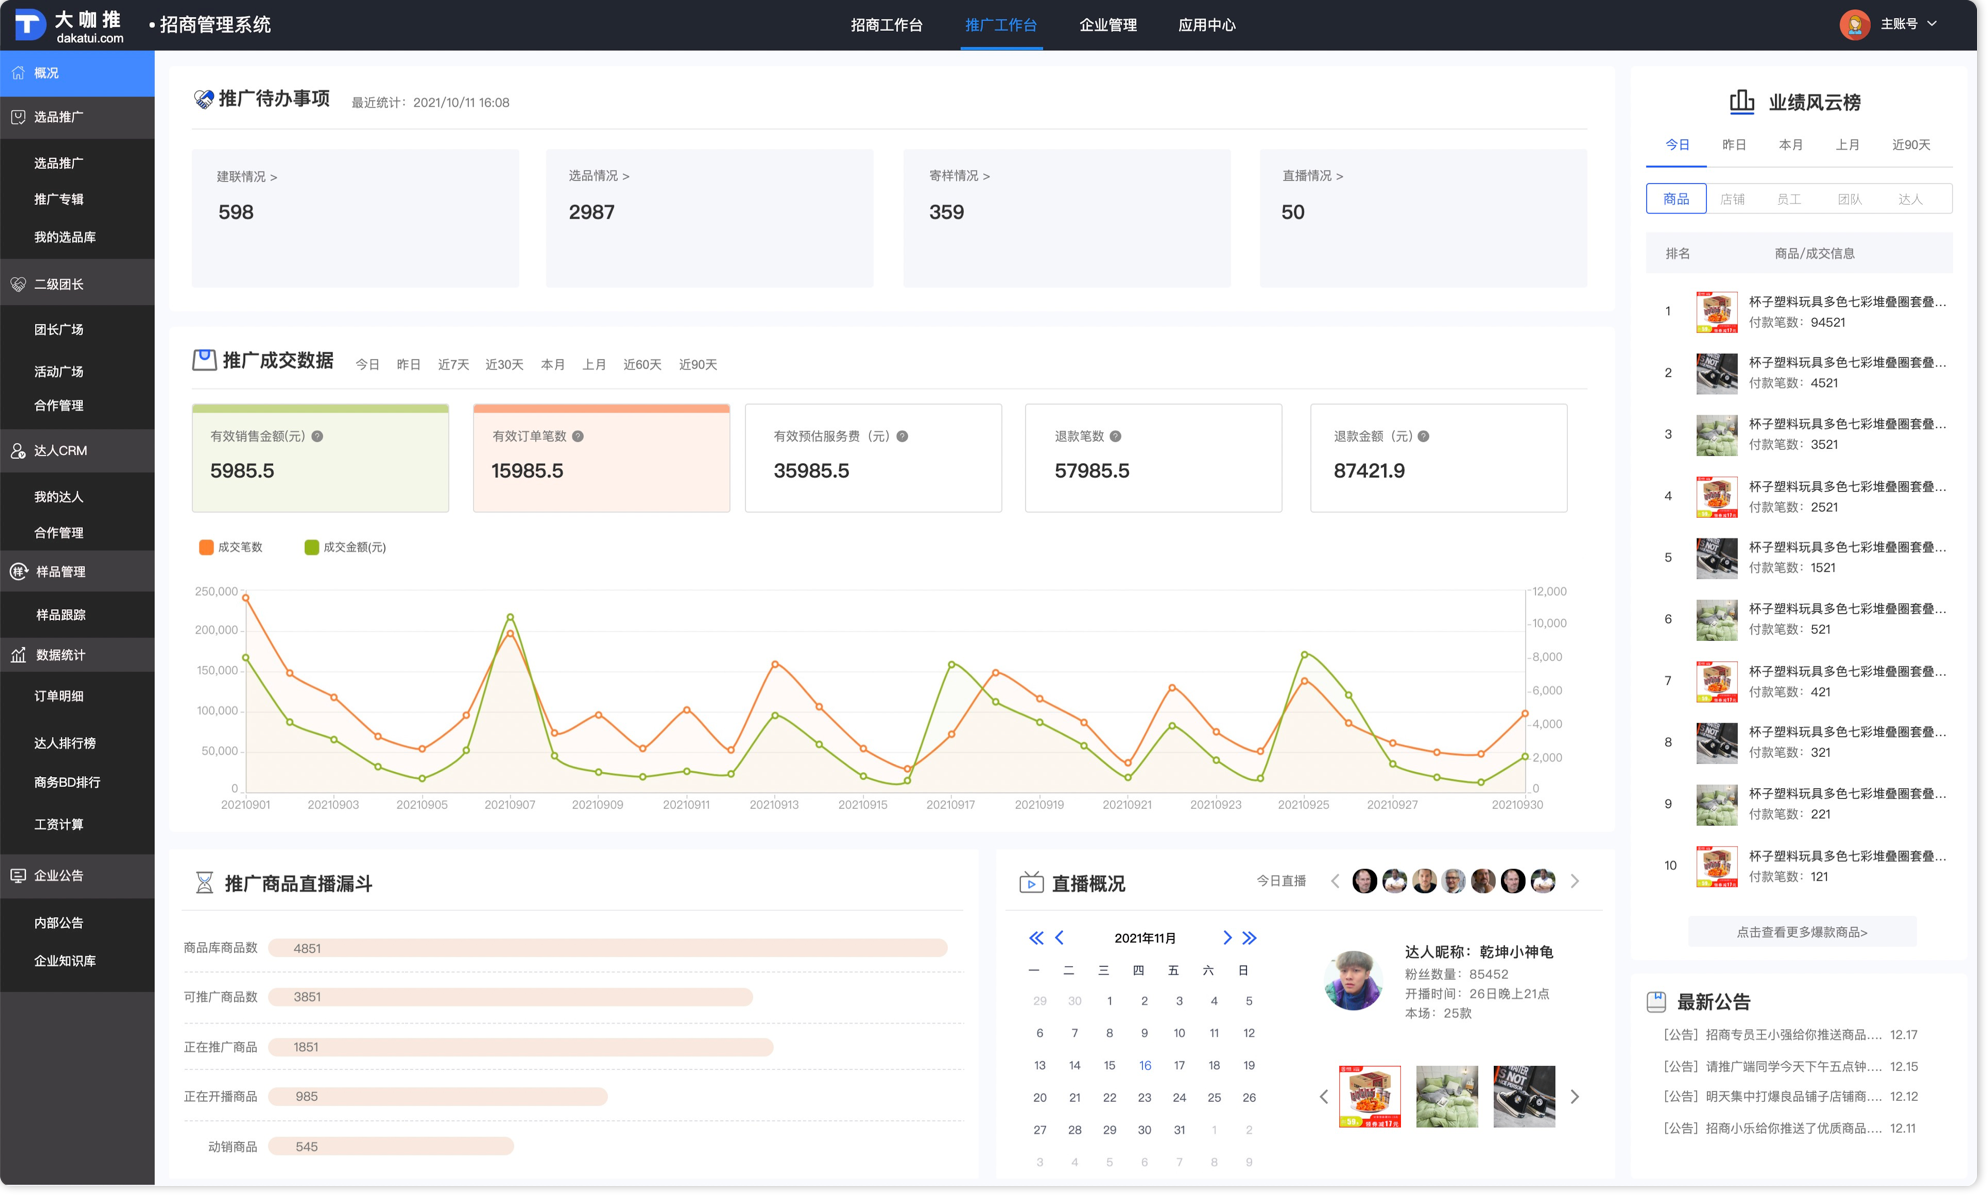 大咖推
dakatui.com
•招商管理系统
招商工作台
推广工作台
企业管理
应用中心
主账号
概况
选品推广
选品推广
推广专辑
我的选品库
二级团长
团长广场
活动广场
合作管理
达人CRM
我的达人
合作管理
样品管理
样品跟踪
数据统计
订单明细
达人排行榜
商务BD排行
工资计算
企业公告
内部公告
企业知识库
推广待办事项
最近统计：2021/10/11 16:08
建联情况 >
598
选品情况 >
2987
寄样情况 >
359
直播情况 >
50
推广成交数据
今日 昨日 近7天 近30天 本月 上月 近60天 近90天
有效销售金额(元)
5985.5
有效订单笔数
15985.5
有效预估服务费（元）
35985.5
退款笔数
57985.5
退款金额（元）
87421.9
成交笔数
成交金额(元)
250,000
200,000
150,000
100,000
50,000
0
12,000
10,000
8,000
6,000
4,000
2,000
0
20210901 20210903 20210905 20210907 20210909 20210911 20210913 20210915 20210917 20210919 20210921 20210923 20210925 20210927 20210930
推广商品直播漏斗
商品库商品数 4851
可推广商品数 3851
正在推广商品 1851
正在开播商品 985
动销商品 545
直播概况
今日直播
2021年11月
一 二 三 四 五 六 日
29 30 1 2 3 4 5
6 7 8 9 10 11 12
13 14 15 16 17 18 19
20 21 22 23 24 25 26
27 28 29 30 31 1 2
3 4 5 6 7 8 9
达人昵称：乾坤小神龟
粉丝数量：85452
开播时间：26日晚上21点
本场：25款
业绩风云榜
今日 昨日 本月 上月 近90天
商品 店铺 员工 团队 达人
排名 商品/成交信息
1 杯子塑料玩具多色七彩堆叠圈套叠...
付款笔数：94521
2 杯子塑料玩具多色七彩堆叠圈套叠...
付款笔数：4521
3 杯子塑料玩具多色七彩堆叠圈套叠...
付款笔数：3521
4 杯子塑料玩具多色七彩堆叠圈套叠...
付款笔数：2521
5 杯子塑料玩具多色七彩堆叠圈套叠...
付款笔数：1521
6 杯子塑料玩具多色七彩堆叠圈套叠...
付款笔数：521
7 杯子塑料玩具多色七彩堆叠圈套叠...
付款笔数：421
8 杯子塑料玩具多色七彩堆叠圈套叠...
付款笔数：321
9 杯子塑料玩具多色七彩堆叠圈套叠...
付款笔数：221
10 杯子塑料玩具多色七彩堆叠圈套叠...
付款笔数：121
点击查看更多爆款商品>
最新公告
[公告] 招商专员王小强给你推送商品.... 12.17
[公告] 请推广端同学今天下午五点钟.... 12.15
[公告] 明天集中打爆良品铺子店铺商.... 12.12
[公告] 招商小乐给你推送了优质商品.... 12.11